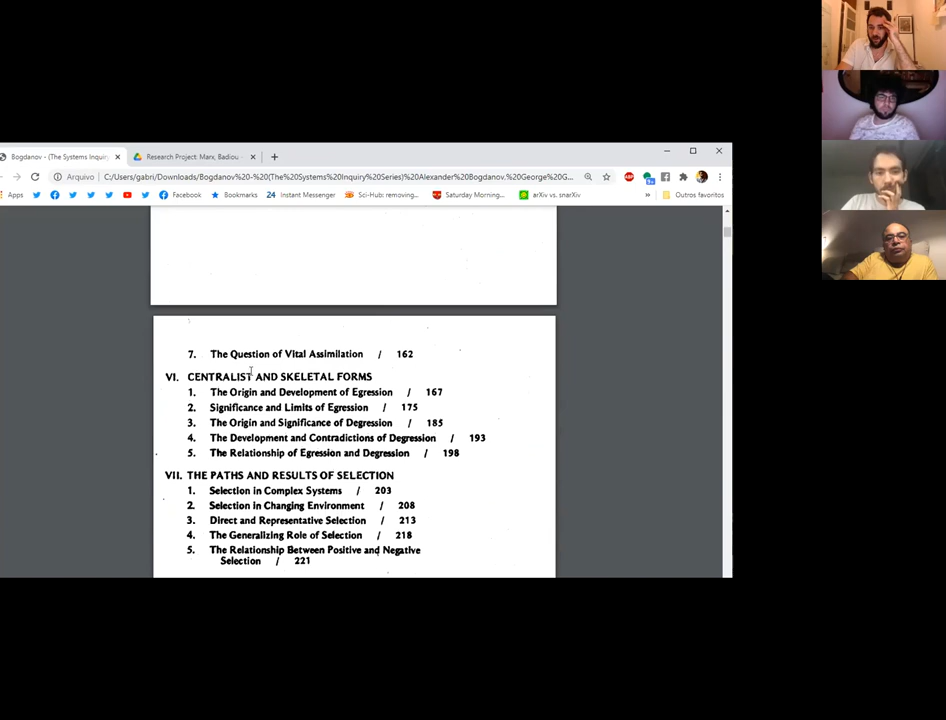 Bogdanov - (The Systems Inquiry
Research Project: Marx, Badiou -
Arquivo
C:/Users/gabri/Downloads/Bogdanov%20-%20(The%20Systems%20Inquiry%20Series)%20Alexander%20Bogdanov,%20George%20G...
Apps
Facebook
Bookmarks
24 Instant Messenger
Sci-Hub: removing...
Saturday Morning...
arXiv vs. snarXiv
»
Outros favoritos
7. The Question of Vital Assimilation / 162
VI. CENTRALIST AND SKELETAL FORMS
1. The Origin and Development of Egression / 167
2. Significance and Limits of Egression / 175
3. The Origin and Significance of Degression / 185
4. The Development and Contradictions of Degression / 193
5. The Relationship of Egression and Degression / 198
VII. THE PATHS AND RESULTS OF SELECTION
1. Selection in Complex Systems / 203
2. Selection in Changing Environment / 208
3. Direct and Representative Selection / 213
4. The Generalizing Role of Selection / 218
5. The Relationship Between Positive and Negative
Selection / 221